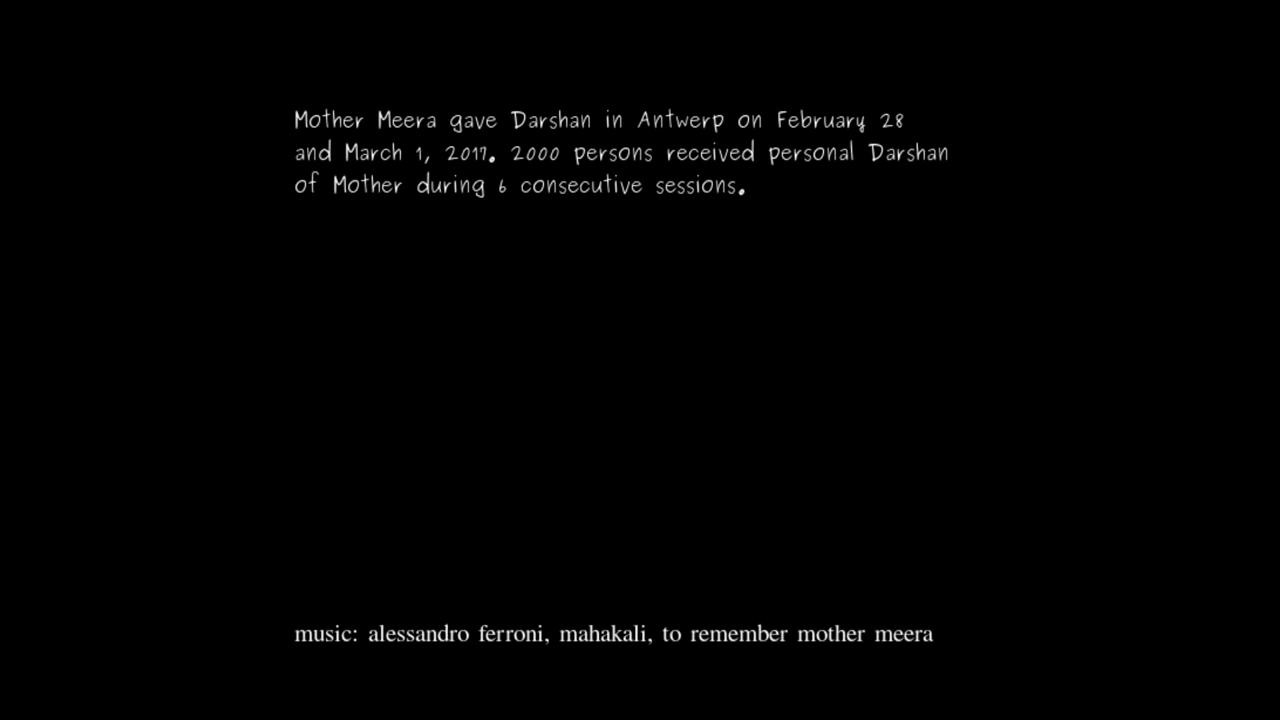 Mother Meera gave Darshan in Antwerp on February 28
and March 1, 2017. 2000 persons received personal Darshan
of Mother during 6 consecutive sessions.
music: alessandro ferroni, mahakali, to remember mother meera